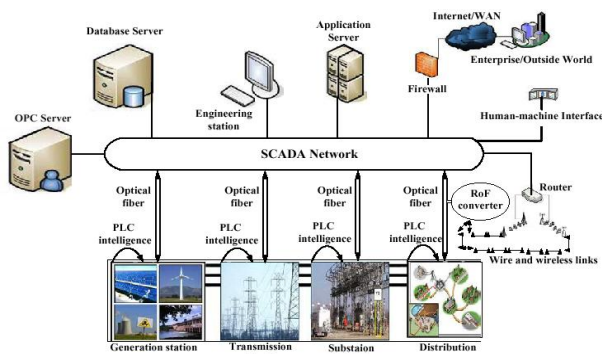 Database Server
Application
Server
Internet/WAN
Enterprise/Outside World
Engineering
station
Firewall
OPC Server
Human-machine Interface
SCADA Network
Optical
fiber
Optical
fiber
Optical
fiber
Optical
fiber
RoF
converter
Router
PLC
intelligence
PLC
intelligence
PLC
intelligence
PLC
intelligence
Wire and wireless links
Generation station
Transmission
Substaion
Distribution